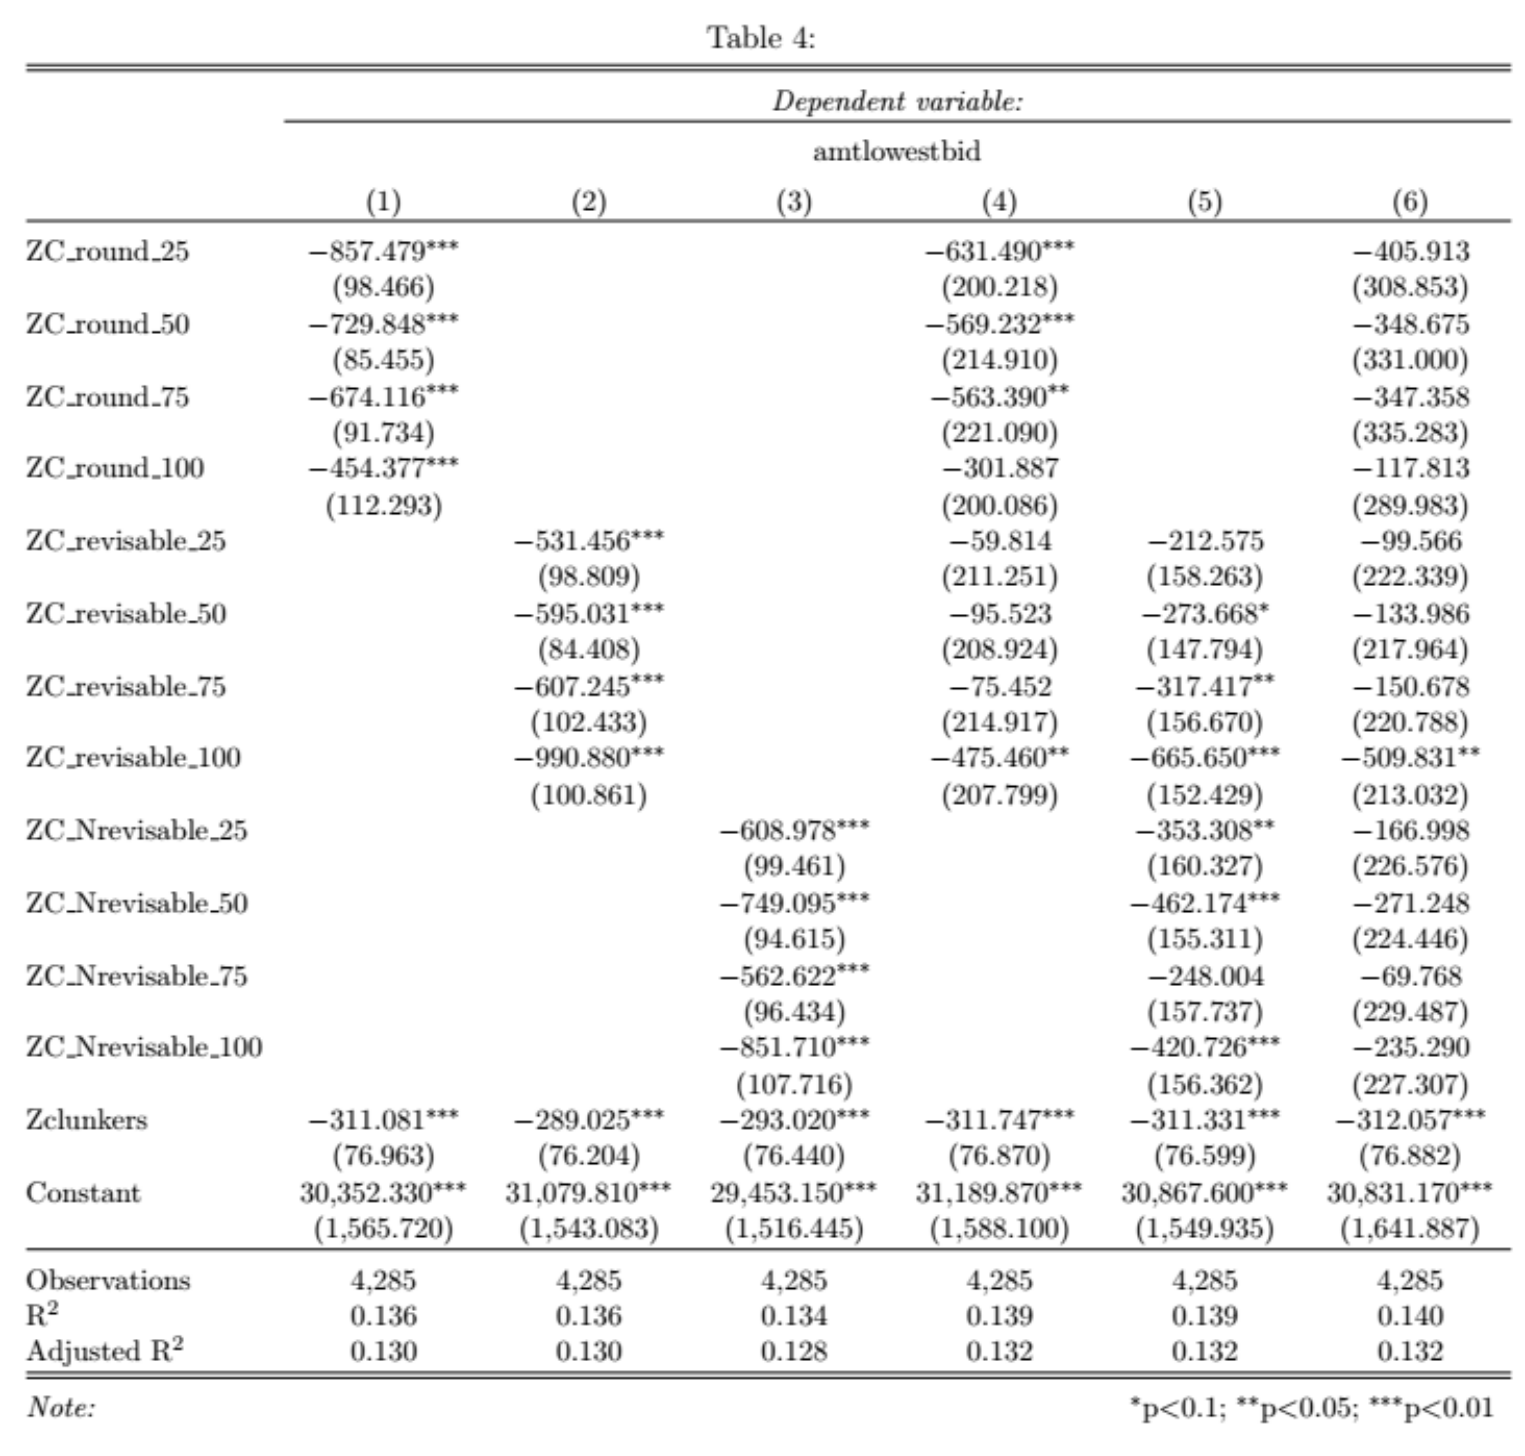 Table 4:
Dependent variable:
amtlowestbid
(1) (2) (3) (4) (5) (6)
ZC_round_25 −857.479*** −631.490*** −405.913
(98.466) (200.218) (308.853)
ZC_round_50 −729.848*** −569.232*** −348.675
(85.455) (214.910) (331.000)
ZC_round_75 −674.116*** −563.390** −347.358
(91.734) (221.090) (335.283)
ZC_round_100 −454.377*** −301.887 −117.813
(112.293) (200.086) (289.983)
ZC_revisable_25 −531.456*** −59.814 −212.575 −99.566
(98.809) (211.251) (158.263) (222.339)
ZC_revisable_50 −595.031*** −95.523 −273.668* −133.986
(84.408) (208.924) (147.794) (217.964)
ZC_revisable_75 −607.245*** −75.452 −317.417** −150.678
(102.433) (214.917) (156.670) (220.788)
ZC_revisable_100 −990.880*** −475.460** −665.650*** −509.831**
(100.861) (207.799) (152.429) (213.032)
ZC_Nrevisable_25 −608.978*** −353.308** −166.998
(99.461) (160.327) (226.576)
ZC_Nrevisable_50 −749.095*** −462.174*** −271.248
(94.615) (155.311) (224.446)
ZC_Nrevisable_75 −562.622*** −248.004 −69.768
(96.434) (157.737) (229.487)
ZC_Nrevisable_100 −851.710*** −420.726*** −235.290
(107.716) (156.362) (227.307)
Zclunkers −311.081*** −289.025*** −293.020*** −311.747*** −311.331*** −312.057***
(76.963) (76.204) (76.440) (76.870) (76.599) (76.882)
Constant 30,352.330*** 31,079.810*** 29,453.150*** 31,189.870*** 30,867.600*** 30,831.170***
(1,565.720) (1,543.083) (1,516.445) (1,588.100) (1,549.935) (1,641.887)
Observations 4,285 4,285 4,285 4,285 4,285 4,285
R² 0.136 0.136 0.134 0.139 0.139 0.140
Adjusted R² 0.130 0.130 0.128 0.132 0.132 0.132
Note: *p<0.1; **p<0.05; ***p<0.01